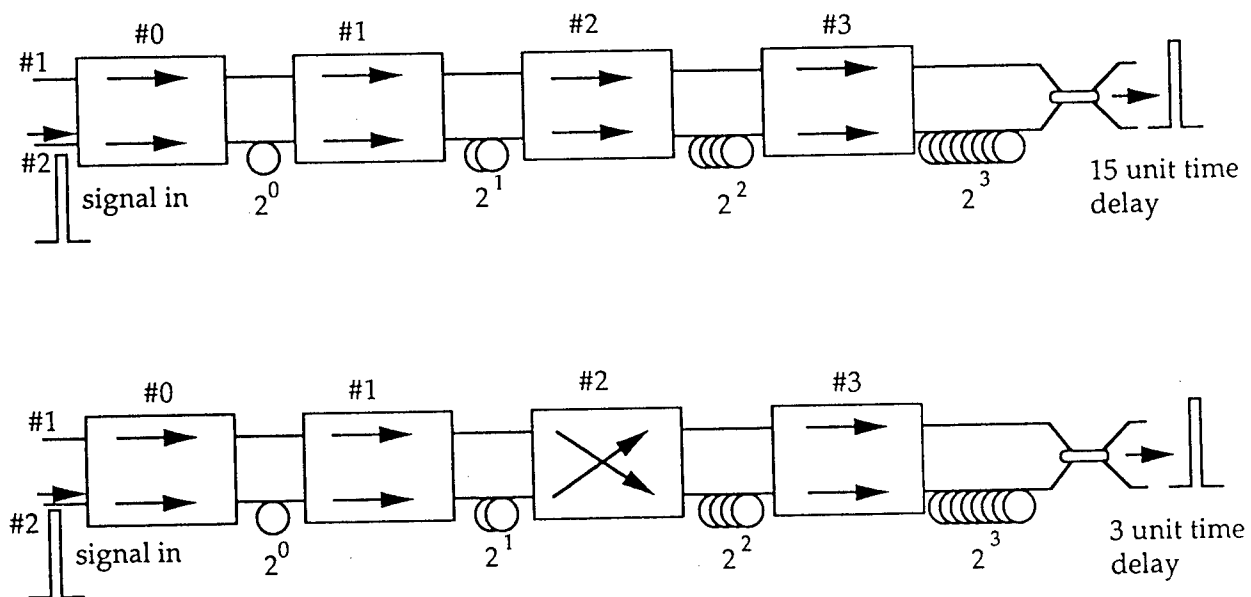 #0 #1 #2 #3
#1
#2
signal in
2^0 2^1 2^2 2^3
15 unit time
delay
#0 #1 #2 #3
#1
#2
signal in
2^0 2^1 2^2 2^3
3 unit time
delay